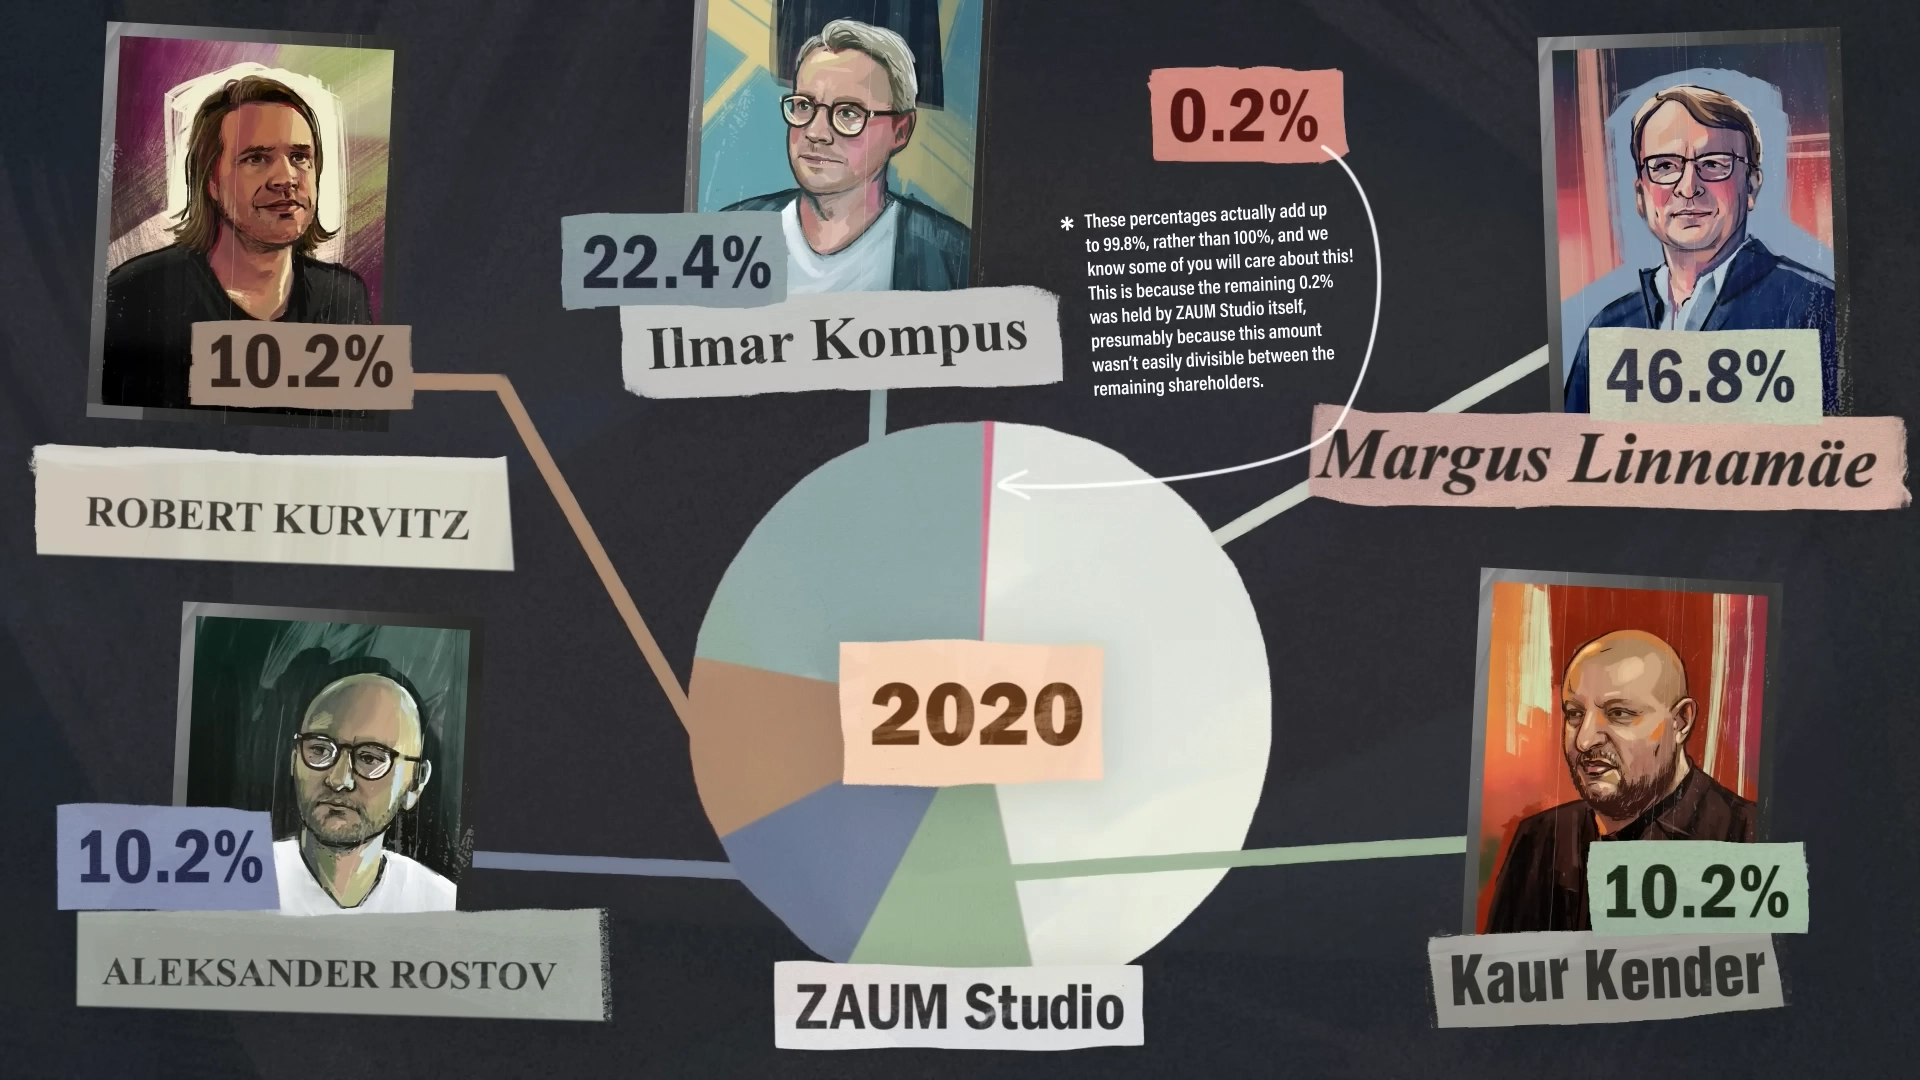 0.2%
* These percentages actually add up
to 99.8%, rather than 100%, and we
know some of you will care about this!
This is because the remaining 0.2%
was held by ZAUM Studio itself,
presumably because this amount
wasn't easily divisible between the
remaining shareholders.
10.2%
ROBERT KURVITZ
22.4%
Ilmar Kompus
46.8%
Margus Linnamäe
2020
10.2%
ALEKSANDER ROSTOV
ZAUM Studio
10.2%
Kaur Kender